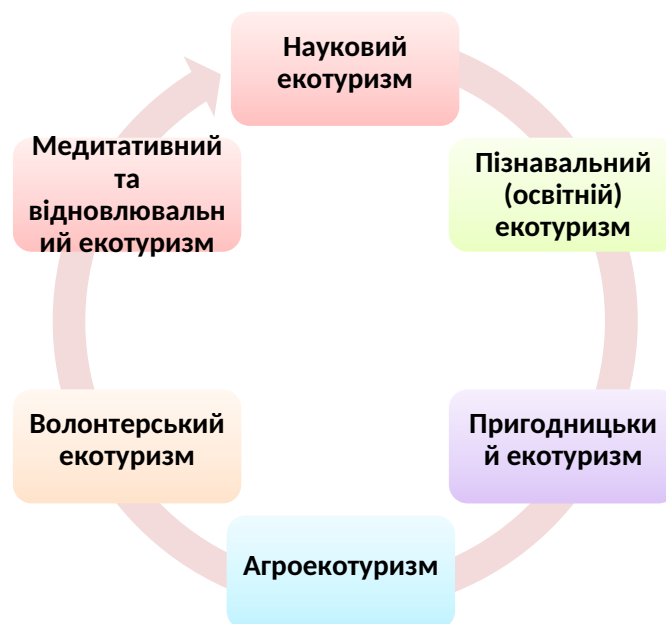 Науковий
екотуризм
Пізнавальний
(освітній)
екотуризм
Пригодницьки
й екотуризм
Агроекотуризм
Волонтерський
екотуризм
Медитативний
та
відновлювальн
ий екотуризм